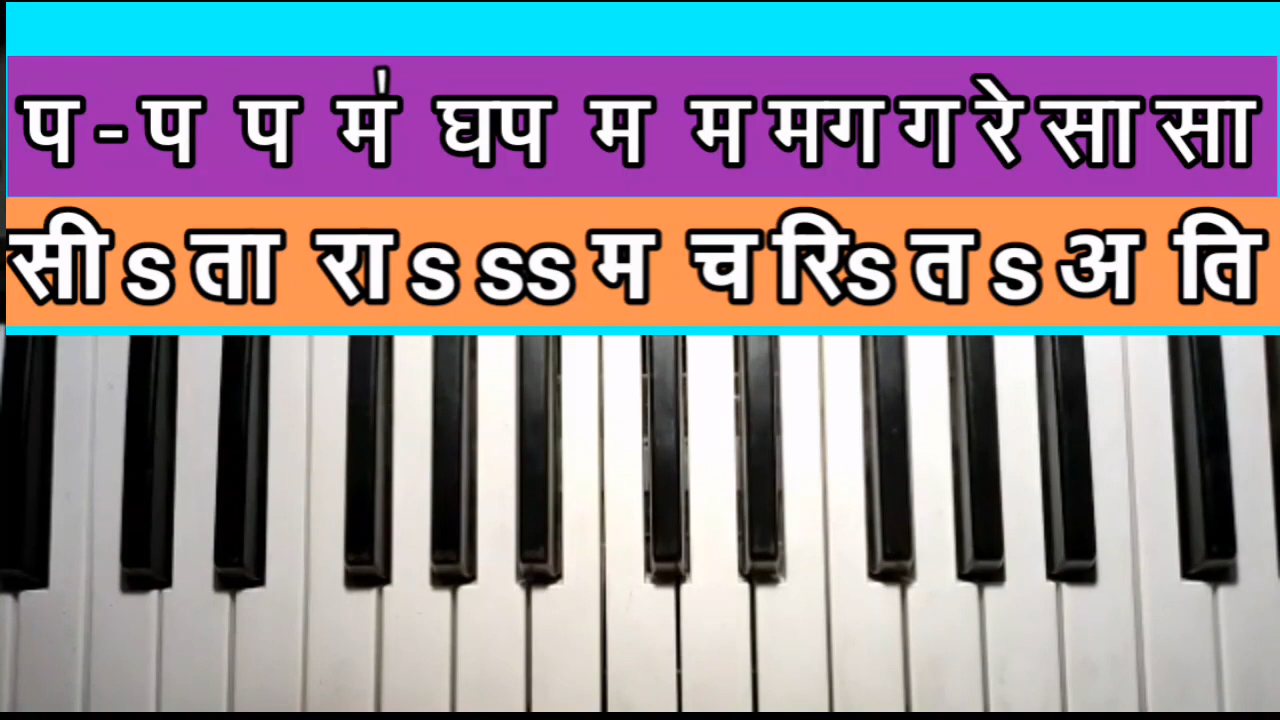 प - प प म॑ घप म म मग ग रे सा सा
सी s ता रा s ss म च रिs त s अ ति